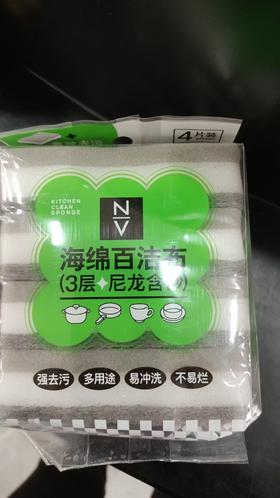 4片装
KITCHEN
CLEAN
SPONGE
N
V
海绵百洁布
(3层✦尼龙含
强去污
多用途
易冲洗
不易烂